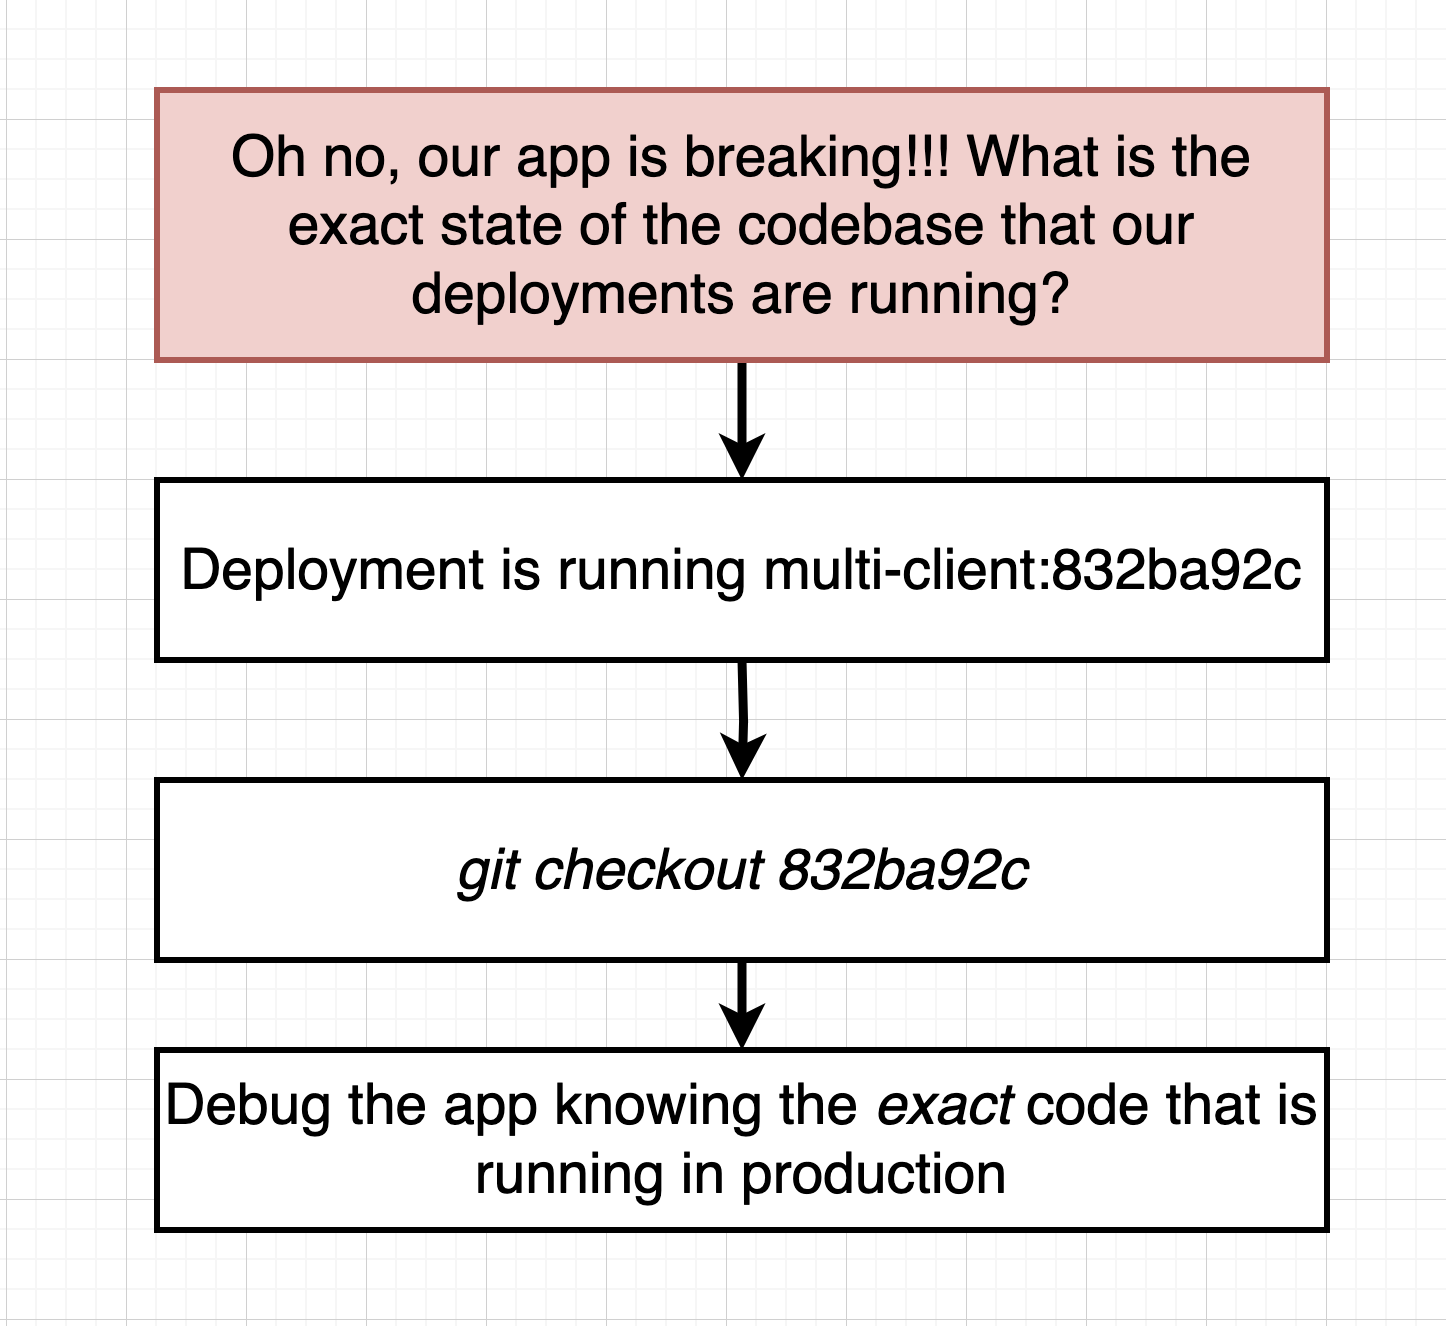 Oh no, our app is breaking!!! What is the
exact state of the codebase that our
deployments are running?
Deployment is running multi-client:832ba92c
git checkout 832ba92c
Debug the app knowing the exact code that is
running in production